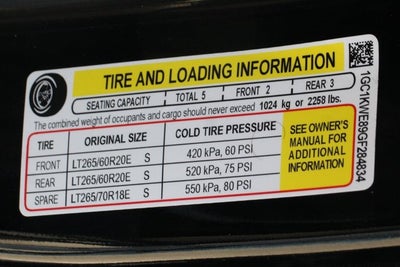 TIRE AND LOADING INFORMATION
SEATING CAPACITY TOTAL 5 FRONT 2 REAR 3
The combined weight of occupants and cargo should never exceed 1024 kg or 2258 lbs.
TIRE ORIGINAL SIZE COLD TIRE PRESSURE
FRONT LT265/60R20E S 420 kPa, 60 PSI
REAR LT265/60R20E S 520 kPa, 75 PSI
SPARE LT265/70R18E S 550 kPa, 80 PSI
SEE OWNER'S
MANUAL FOR
ADDITIONAL
INFORMATION
1GC1KWE89GF284834